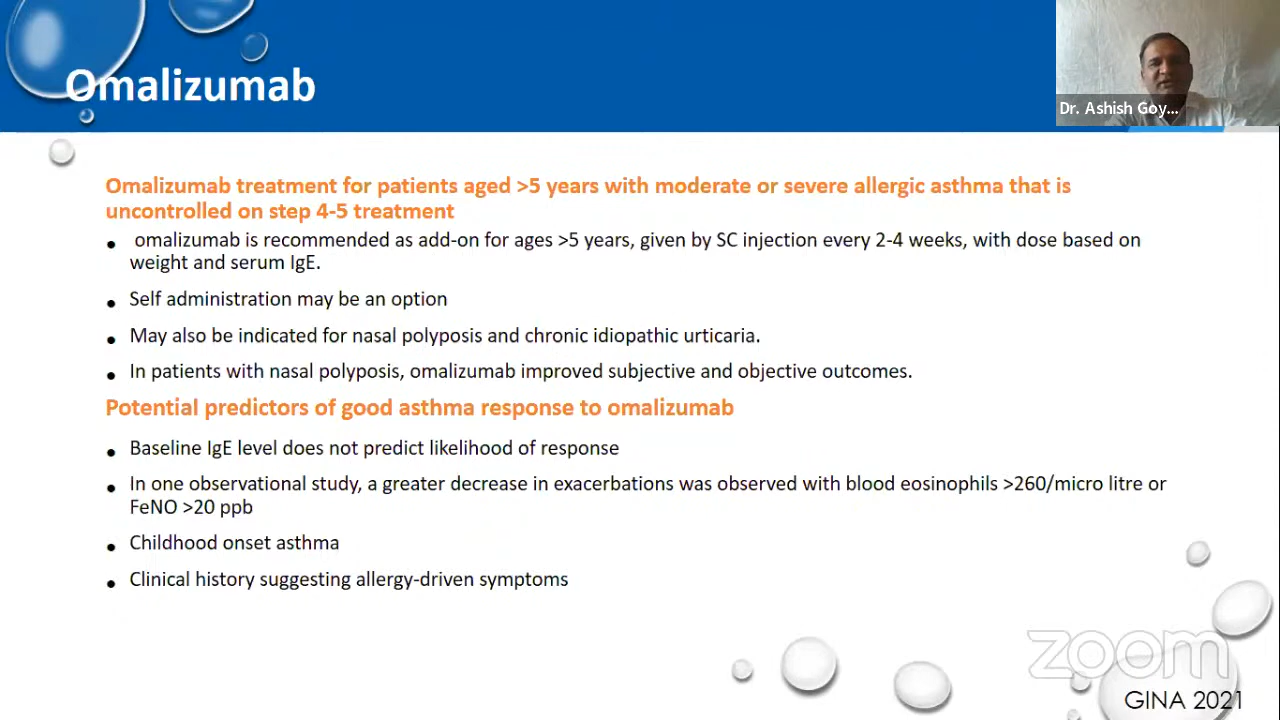 Omalizumab
Dr. Ashish Goy...
Omalizumab treatment for patients aged >5 years with moderate or severe allergic asthma that is
uncontrolled on step 4-5 treatment
• omalizumab is recommended as add-on for ages >5 years, given by SC injection every 2-4 weeks, with dose based on
weight and serum IgE.
• Self administration may be an option
• May also be indicated for nasal polyposis and chronic idiopathic urticaria.
• In patients with nasal polyposis, omalizumab improved subjective and objective outcomes.
Potential predictors of good asthma response to omalizumab
• Baseline IgE level does not predict likelihood of response
• In one observational study, a greater decrease in exacerbations was observed with blood eosinophils >260/micro litre or
FeNO >20 ppb
• Childhood onset asthma
• Clinical history suggesting allergy-driven symptoms
zoom
GINA 2021